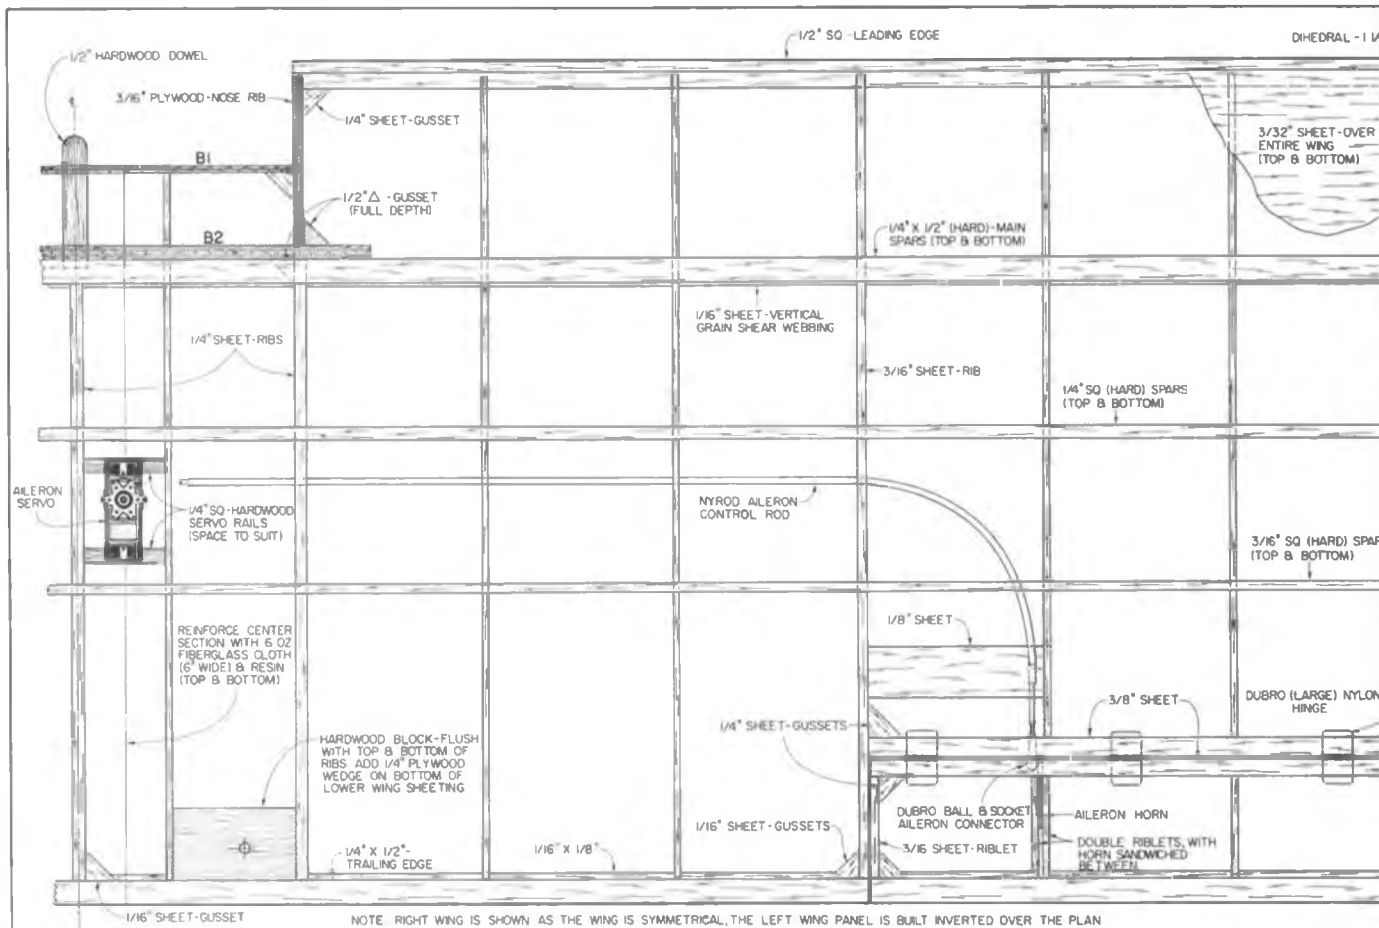 1/2" SQ-LEADING EDGE
DIHEDRAL - 1 1/4
1/2" HARDWOOD DOWEL
3/16" PLYWOOD-NOSE RIB
1/4" SHEET-GUSSET
B1
1/2" △ - GUSSET
(FULL DEPTH)
B2
3/32" SHEET-OVER
ENTIRE WING
(TOP & BOTTOM)
1/4" X 1/2" (HARD)-MAIN
SPARS (TOP & BOTTOM)
1/16" SHEET-VERTICAL
GRAIN SHEAR WEBBING
1/4" SHEET-RIBS
3/16" SHEET-RIB
1/4" SQ (HARD) SPARS
(TOP & BOTTOM)
AILERON
SERVO
1/4" SQ-HARDWOOD
SERVO RAILS
(SPACE TO SUIT)
NYROD AILERON
CONTROL ROD
3/16" SQ (HARD) SPAR
(TOP & BOTTOM)
REINFORCE CENTER
SECTION WITH 6 OZ
FIBERGLASS CLOTH
(6" WIDE) & RESIN
(TOP & BOTTOM)
1/8" SHEET
3/8" SHEET
DUBRO (LARGE) NYLON
HINGE
1/4" SHEET-GUSSETS
HARDWOOD BLOCK-FLUSH
WITH TOP & BOTTOM OF
RIBS ADD 1/4" PLYWOOD
WEDGE ON BOTTOM OF
LOWER WING SHEETING
DUBRO BALL & SOCKET
AILERON CONNECTOR
AILERON HORN
1/16" SHEET-GUSSETS
3/16 SHEET-RIBLET
DOUBLE RIBLETS, WITH
HORN SANDWICHED
BETWEEN
1/4" X 1/2"-
TRAILING EDGE
1/16" X 1/8"
1/16" SHEET-GUSSET
NOTE: RIGHT WING IS SHOWN AS THE WING IS SYMMETRICAL, THE LEFT WING PANEL IS BUILT INVERTED OVER THE PLAN